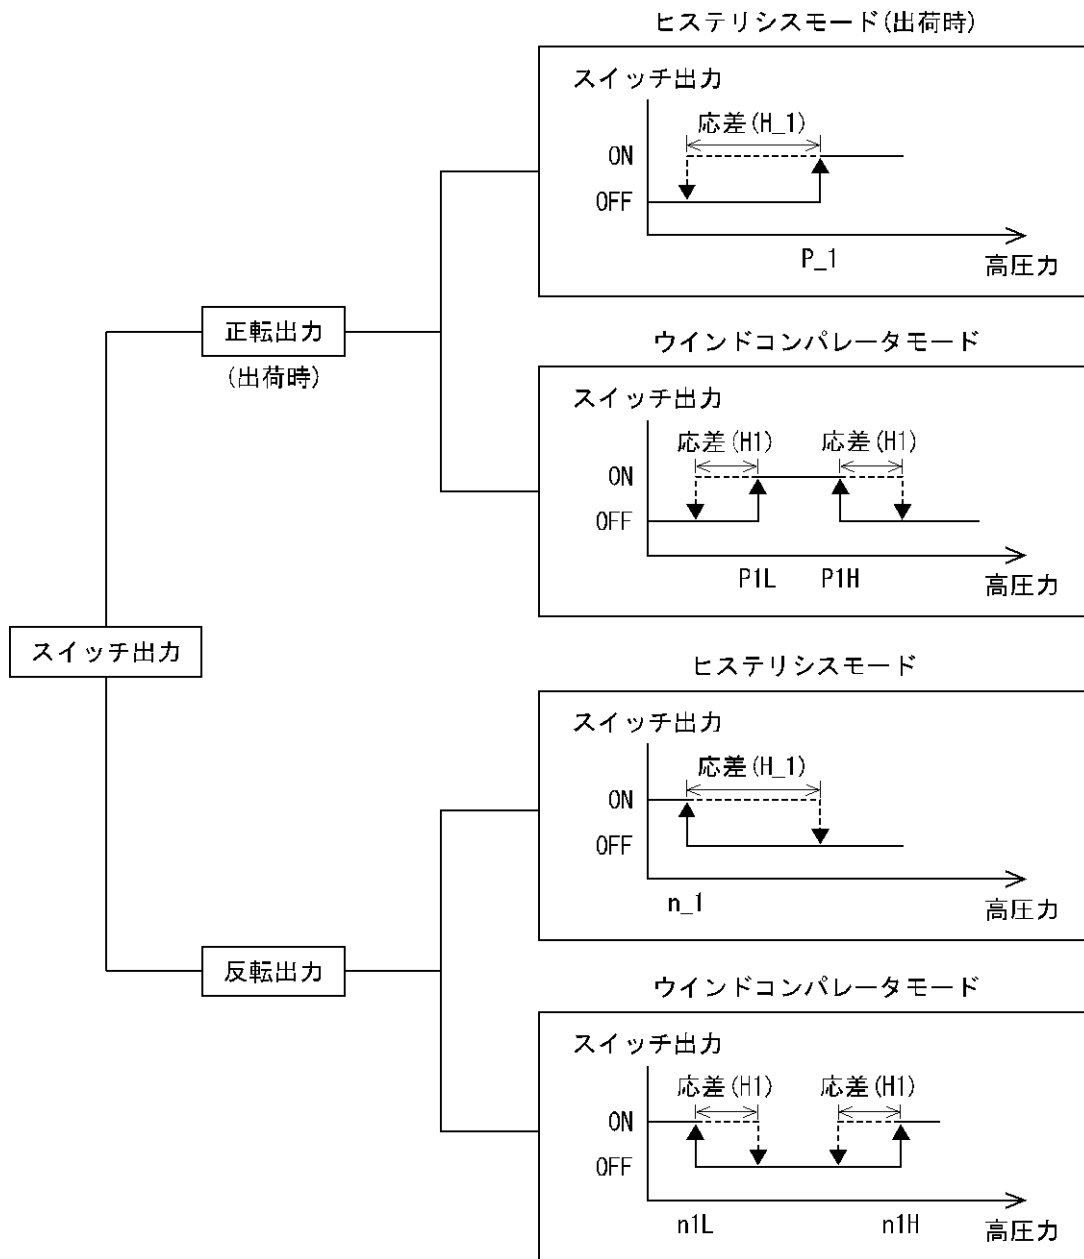 ヒステリシスモード(出荷時)
スイッチ出力
応差(H_1)
ON
OFF
P_1
高圧力
正転出力
(出荷時)
ウインドコンパレータモード
スイッチ出力
応差(H1) 応差(H1)
ON
OFF
P1L P1H
高圧力
スイッチ出力
ヒステリシスモード
スイッチ出力
応差(H_1)
ON
OFF
n_1
高圧力
反転出力
ウインドコンパレータモード
スイッチ出力
応差(H1) 応差(H1)
ON
OFF
n1L n1H
高圧力